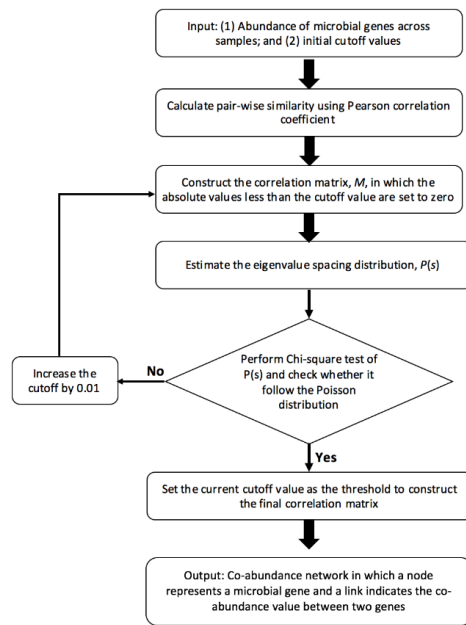 Input: (1) Abundance of microbial genes across
samples; and (2) initial cutoff values
Calculate pair-wise similarity using Pearson correlation
coefficient
Construct the correlation matrix, M, in which the
absolute values less than the cutoff value are set to zero
Estimate the eigenvalue spacing distribution, P(s)
Perform Chi-square test of
P(s) and check whether it
follow the Poisson
distribution
No
Increase the
cutoff by 0.01
Yes
Set the current cutoff value as the threshold to construct
the final correlation matrix
Output: Co-abundance network in which a node
represents a microbial gene and a link indicates the co-
abundance value between two genes